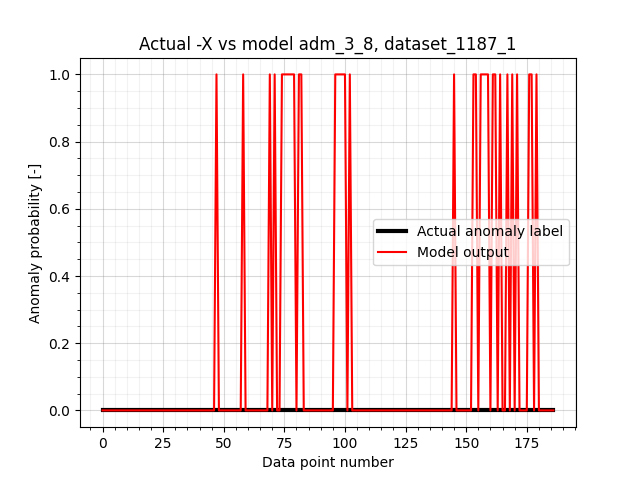 Actual -X vs model adm_3_8, dataset_1187_1
Anomaly probability [-]
1.0
0.8
0.6
0.4
0.2
0.0
Actual anomaly label
Model output
0 25 50 75 100 125 150 175
Data point number